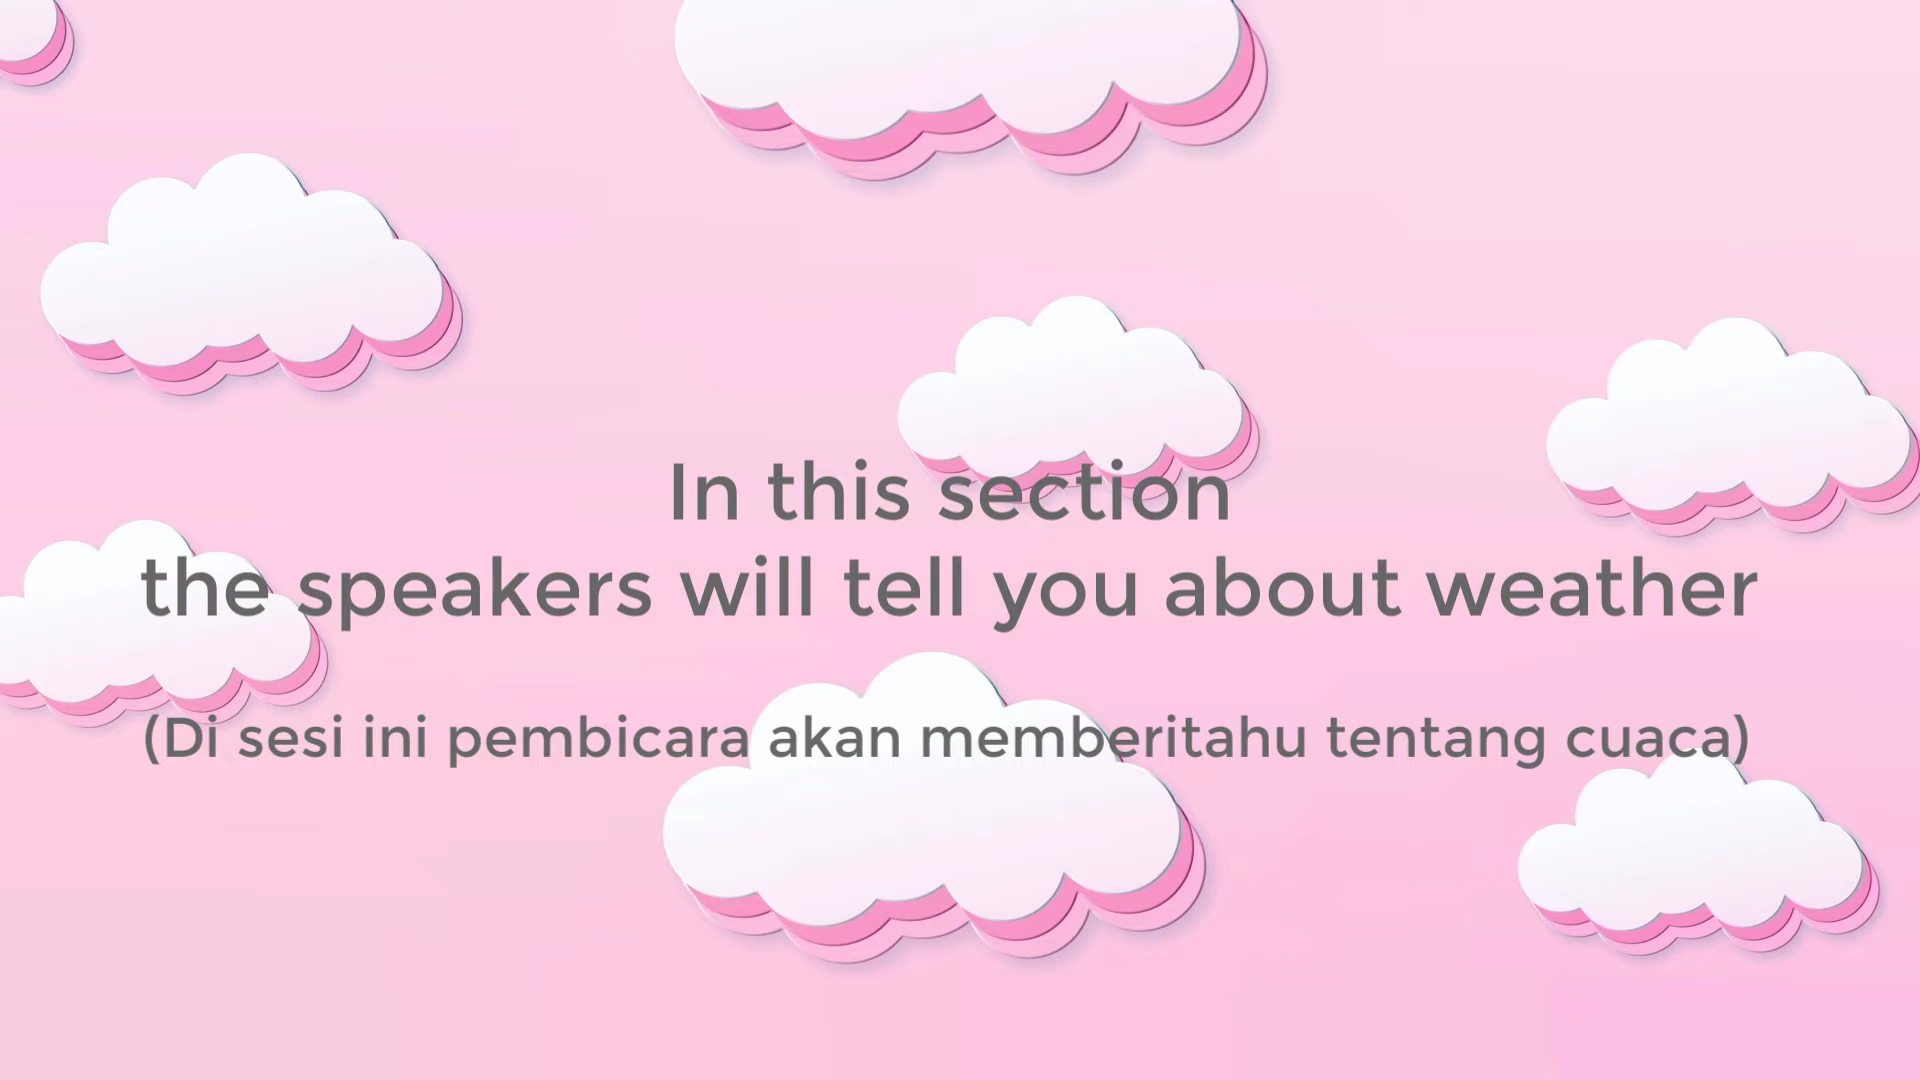 In this section
the speakers will tell you about weather
(Di sesi ini pembicara akan memberitahu tentang cuaca)